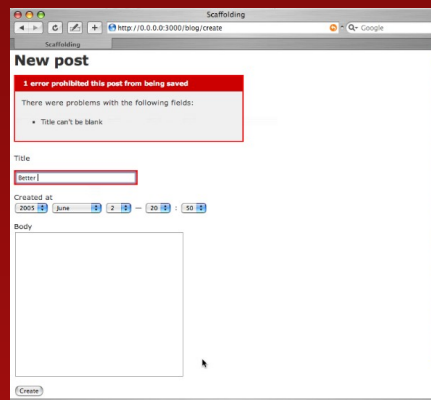 Scaffolding
http://0.0.0.0:3000/blog/create
Google
Scaffolding
New post
1 error prohibited this post from being saved
There were problems with the following fields:
• Title can't be blank
Title
Better
Created at
2005 June 2 — 20 : 50
Body
Create